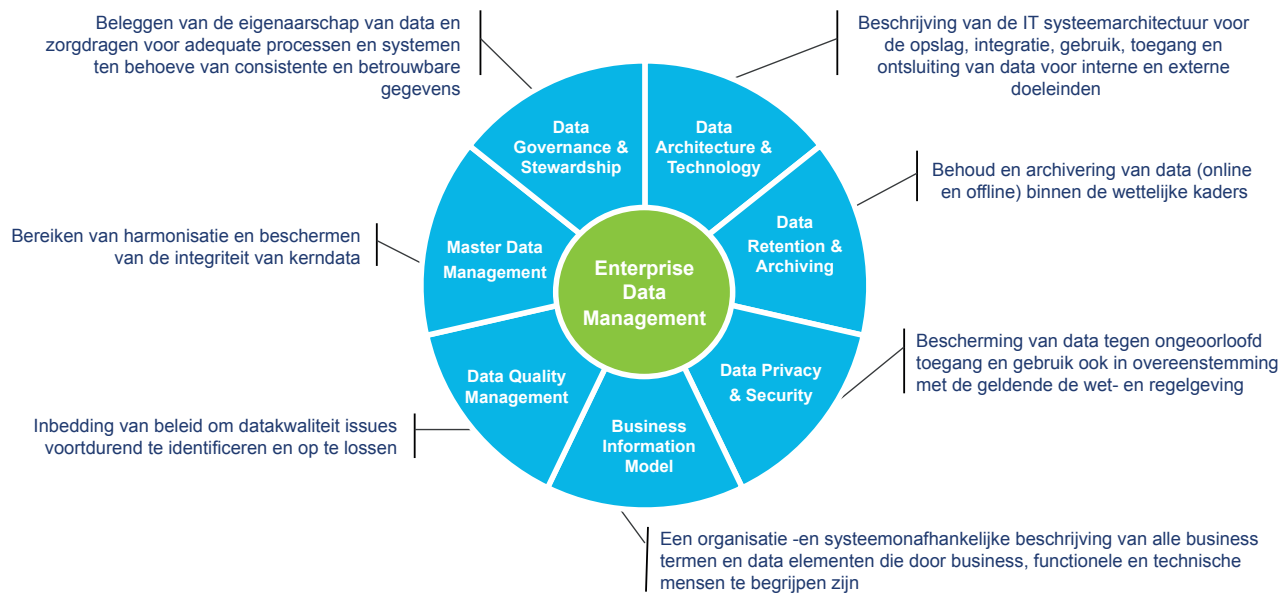 Beleggen van de eigenaarschap van data en
zorgdragen voor adequate processen en systemen
ten behoeve van consistente en betrouwbare
gegevens
Beschrijving van de IT systeemarchitectuur voor
de opslag, integratie, gebruik, toegang en
ontsluiting van data voor interne en externe
doeleinden
Data
Governance &
Stewardship
Data
Architecture &
Technology
Behoud en archivering van data (online
en offline) binnen de wettelijke kaders
Data
Retention &
Archiving
Bereiken van harmonisatie en beschermen
van de integriteit van kerndata
Master Data
Management
Enterprise
Data
Management
Bescherming van data tegen ongeoorloofd
toegang en gebruik ook in overeenstemming
met de geldende de wet- en regelgeving
Data Privacy
& Security
Data Quality
Management
Inbedding van beleid om datakwaliteit issues
voortdurend te identificeren en op te lossen
Business
Information
Model
Een organisatie -en systeemonafhankelijke beschrijving van alle business
termen en data elementen die door business, functionele en technische
mensen te begrijpen zijn